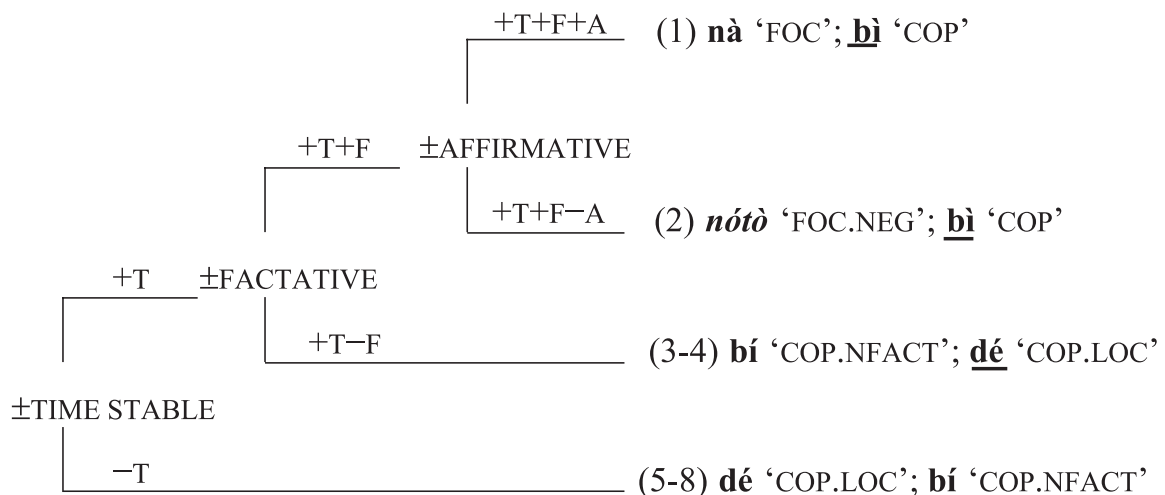 +T+F+A (1) nà ‘FOC’; bì ‘COP’
+T+F ±AFFIRMATIVE
+T+F−A (2) nótò ‘FOC.NEG’; bì ‘COP’
+T ±FACTATIVE
+T−F (3-4) bí ‘COP.NFACT’; dé ‘COP.LOC’
±TIME STABLE
−T (5-8) dé ‘COP.LOC’; bí ‘COP.NFACT’